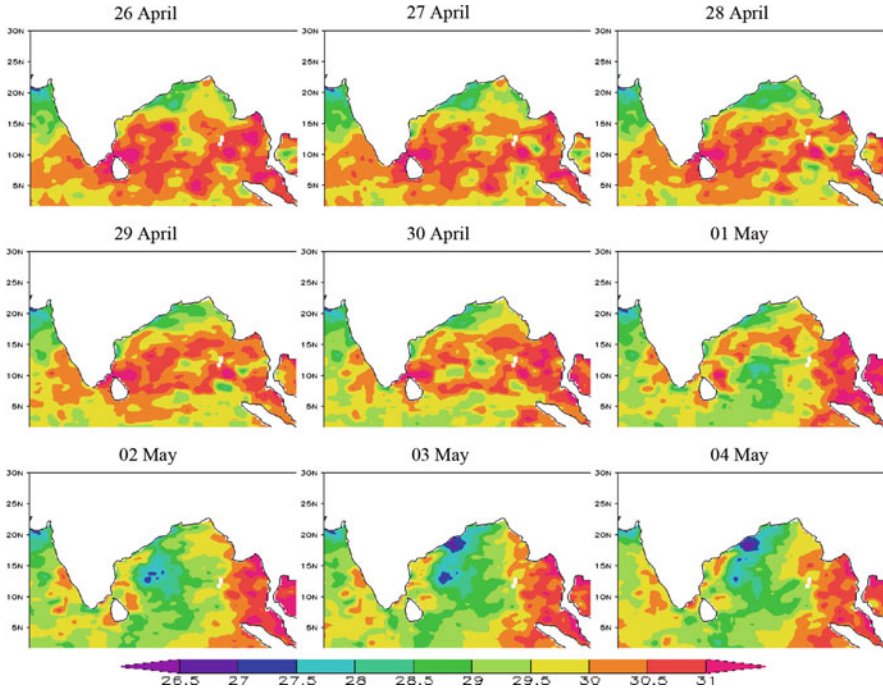 26 April
27 April
28 April
30N
25N
20N
15N
10N
5N
30N
25N
20N
15N
10N
5N
30N
25N
20N
15N
10N
5N
29 April
30 April
01 May
30N
25N
20N
15N
10N
5N
30N
25N
20N
15N
10N
5N
30N
25N
20N
15N
10N
5N
02 May
03 May
04 May
30N
25N
20N
15N
10N
5N
30N
25N
20N
15N
10N
5N
30N
25N
20N
15N
10N
5N
26.5 27 27.5 28 28.5 29 29.5 30 30.5 31